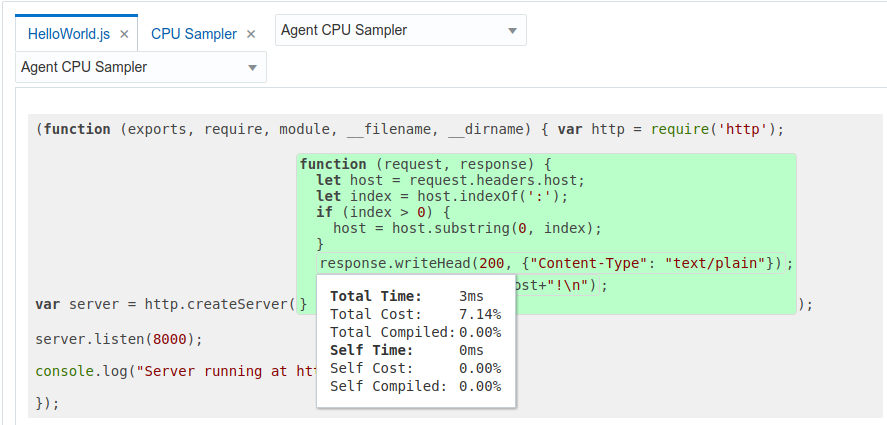 HelloWorld.js × CPU Sampler × Agent CPU Sampler
Agent CPU Sampler
(function (exports, require, module, __filename, __dirname) { var http = require('http');
function (request, response) {
let host = request.headers.host;
let index = host.indexOf(':');
if (index > 0) {
host = host.substring(0, index);
}
response.writeHead(200, {"Content-Type": "text/plain"});
ost+"!\n");
var server = http.createServer(} );
Total Time: 3ms
Total Cost: 7.14%
Total Compiled: 0.00%
Self Time: 0ms
Self Cost: 0.00%
Self Compiled: 0.00%
server.listen(8000);
console.log("Server running at
});